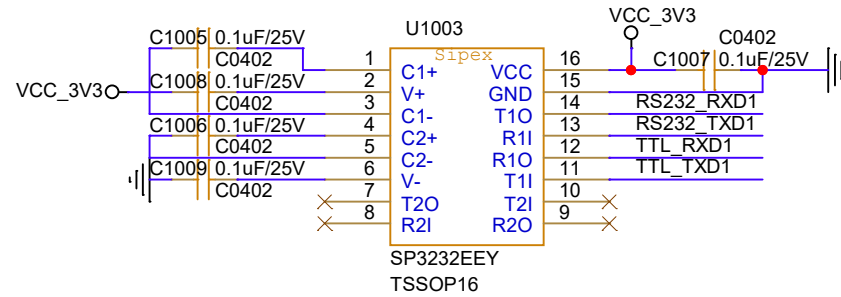 U1003
VCC_3V3
C0402
C1005 0.1uF/25V
C0402
Sipex
C1007 0.1uF/25V
1 C1+ VCC 16
VCC_3V3
C1008 0.1uF/25V
C0402
2 V+ GND 15
3 C1- T1O 14 RS232_RXD1
C1006 0.1uF/25V
C0402
4 C2+ R1I 13 RS232_TXD1
5 C2- R1O 12 TTL_RXD1
C1009 0.1uF/25V
C0402
6 V- T1I 11 TTL_TXD1
7 T2O T2I 10
8 R2I R2O 9
SP3232EEY
TSSOP16